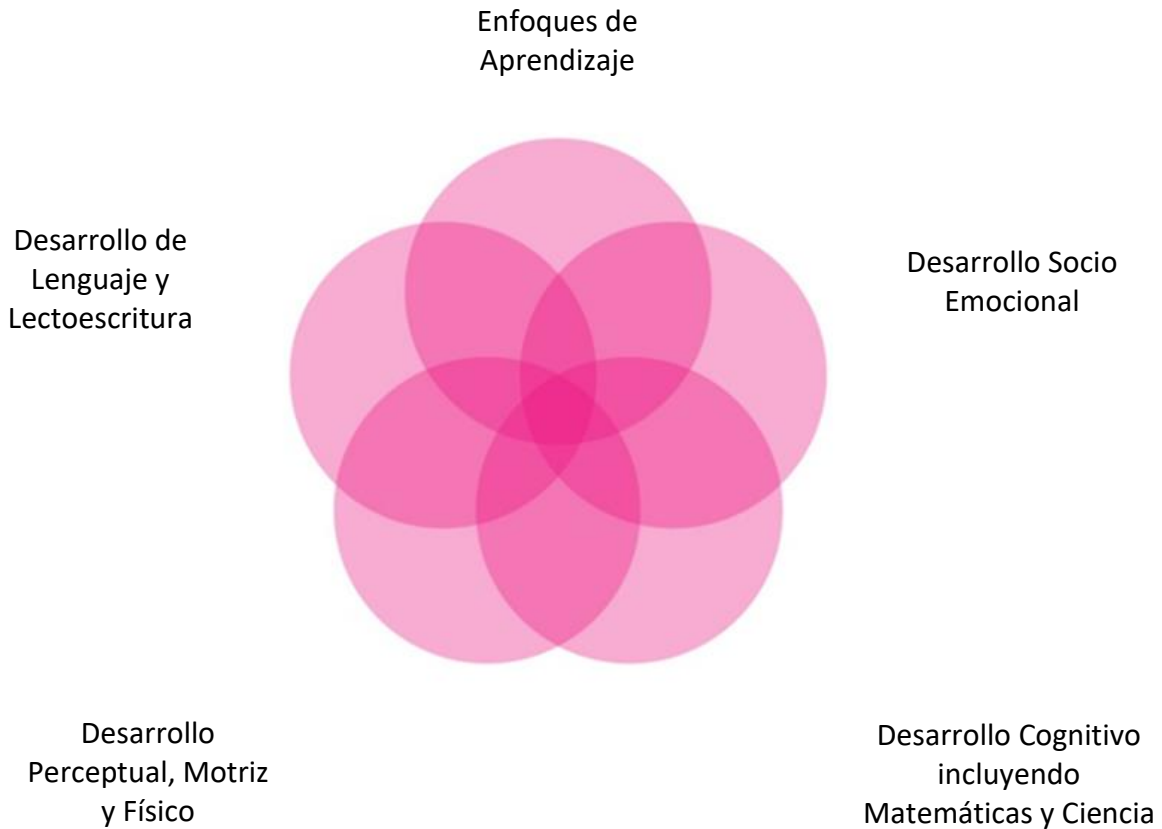 Enfoques de
Aprendizaje
Desarrollo de
Lenguaje y
Lectoescritura
Desarrollo Socio
Emocional
Desarrollo
Perceptual, Motriz
y Físico
Desarrollo Cognitivo
incluyendo
Matemáticas y Ciencia